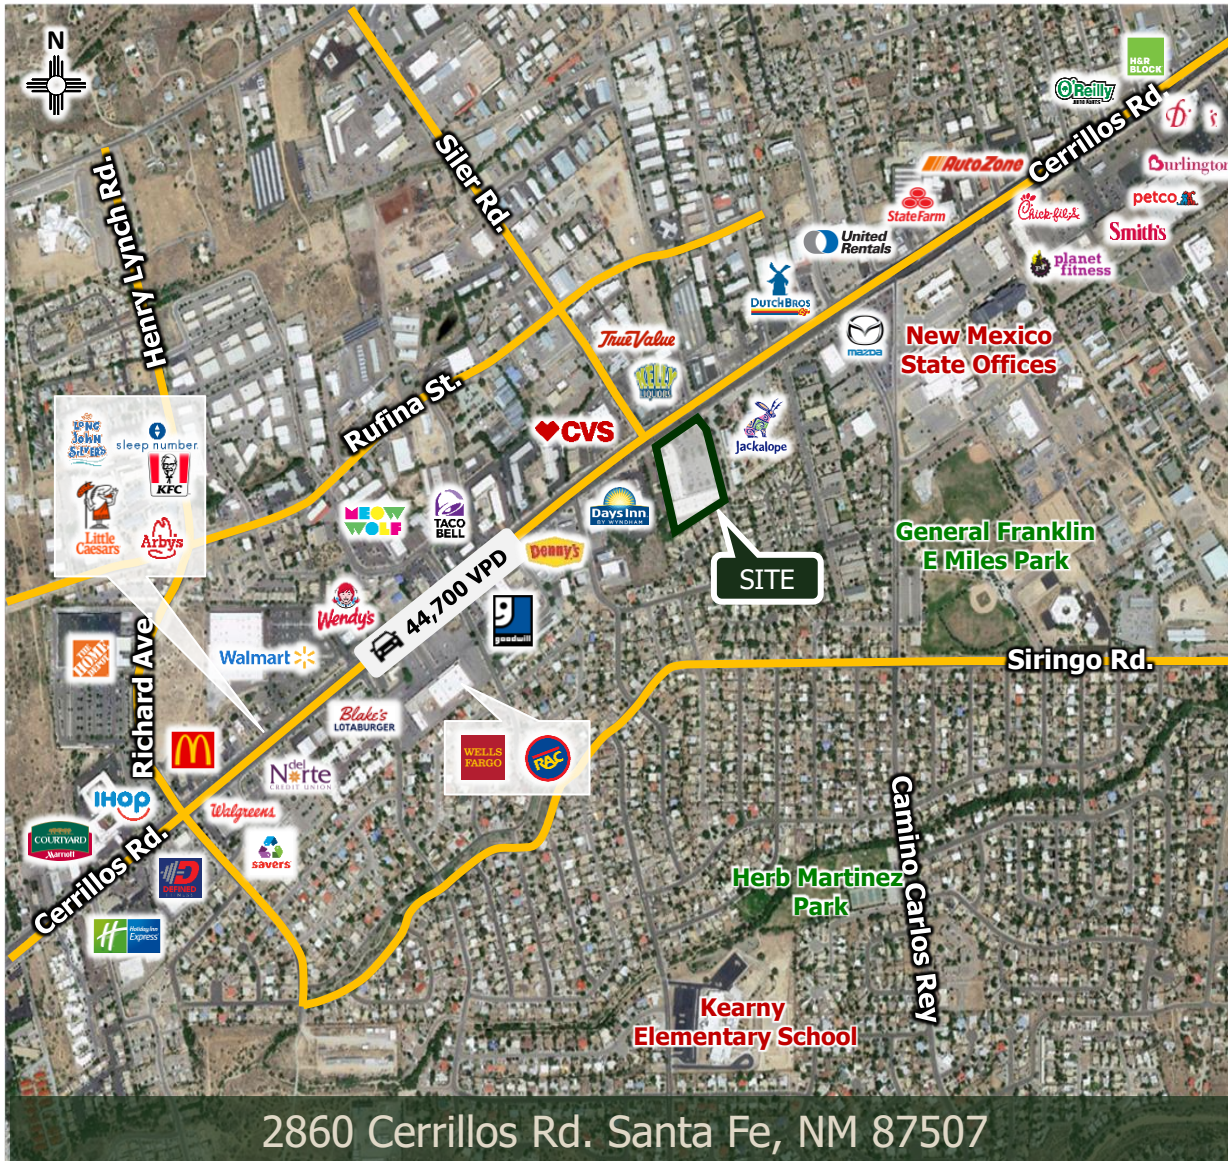 N
H&R
BLOCK
O'Reilly
AUTO PARTS
Cerrillos Rd.
Burlington
AutoZone
petco
Chick-fil-A
State Farm
Smith's
United
Rentals
planet
fitness
Siler Rd.
Henry Lynch Rd.
DUTCH BROS
mazda
New Mexico
State Offices
True Value
KELLY
LIQUORS
Rufina St.
CVS
Jackalope
LONG
JOHN
SILVER'S
sleep number.
KFC
Little
Caesars
Arby's
MEOW
WOLF
TACO
BELL
Days Inn
BY WYNDHAM
Denny's
General Franklin
E Miles Park
SITE
44,700 VPD
Wendy's
goodwill
THE
HOME
DEPOT
Walmart
Siringo Rd.
Richard Ave
Blake's
LOTABURGER
WELLS
FARGO
RAC
del
Norte
CREDIT UNION
IHOP
Walgreens
COURTYARD
Marriott
savers
DEFINED
Cerrillos Rd.
Holiday Inn
Express
Camino Carlos Rey
Herb Martinez
Park
Kearny
Elementary School
2860 Cerrillos Rd. Santa Fe, NM 87507